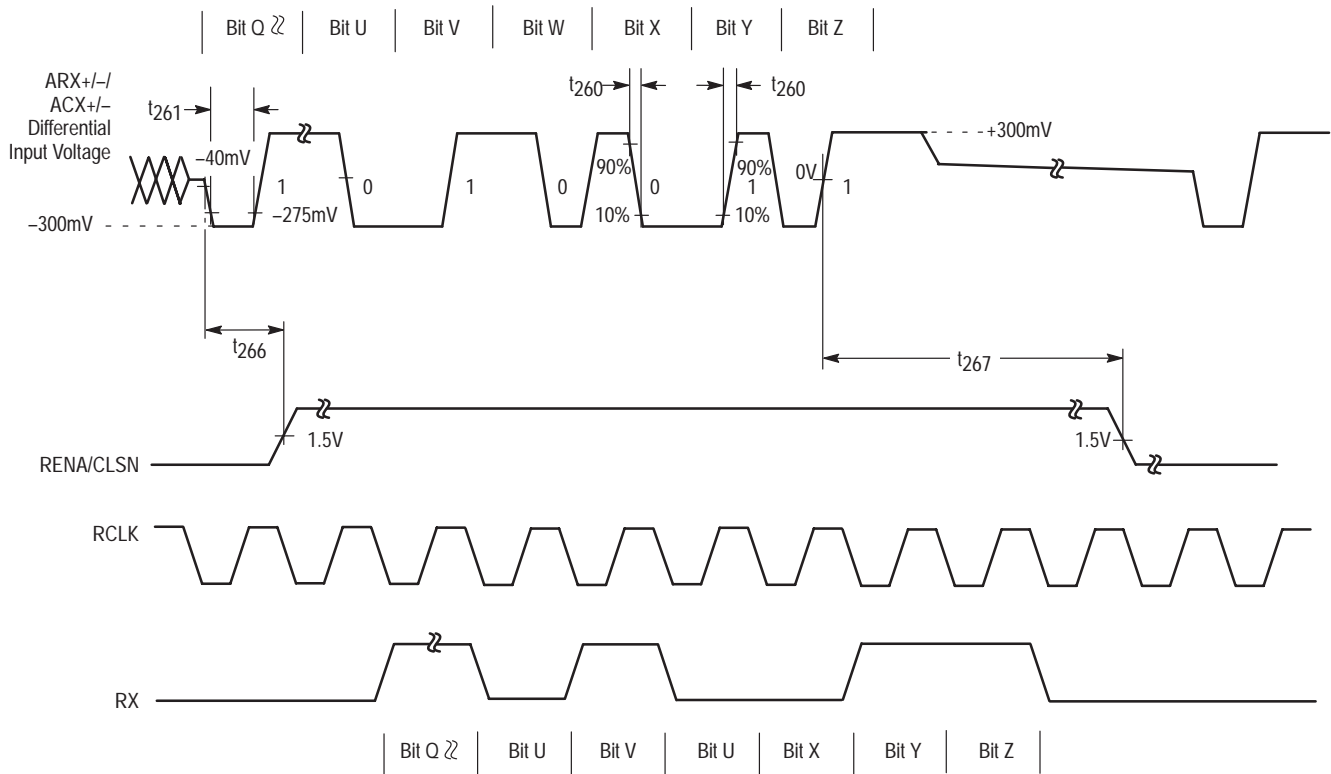 Bit Q
Bit U
Bit V
Bit W
Bit X
Bit Y
Bit Z
ARX+/–/
ACX+/–
Differential
Input Voltage
t261
t260
t260
+300mV
–40mV
90%
90%
0V
1
0
1
0
0
1
1
–275mV
10%
10%
–300mV
t266
t267
1.5V
1.5V
RENA/CLSN
RCLK
RX
Bit Q
Bit U
Bit V
Bit U
Bit X
Bit Y
Bit Z